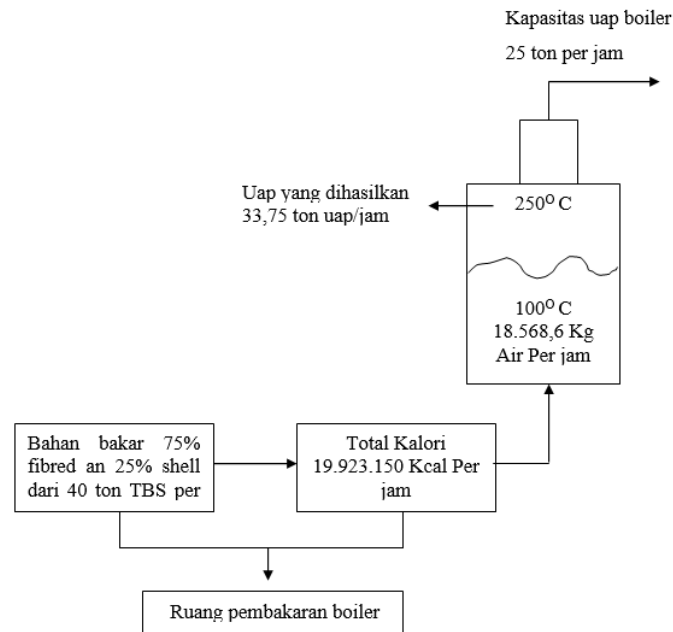 Kapasitas uap boiler
25 ton per jam
Uap yang dihasilkan
33,75 ton uap/jam
250⁰ C
100⁰ C
18.568,6 Kg
Air Per jam
Bahan bakar 75%
fibred an 25% shell
dari 40 ton TBS per
Total Kalori
19.923.150 Kcal Per
jam
Ruang pembakaran boiler